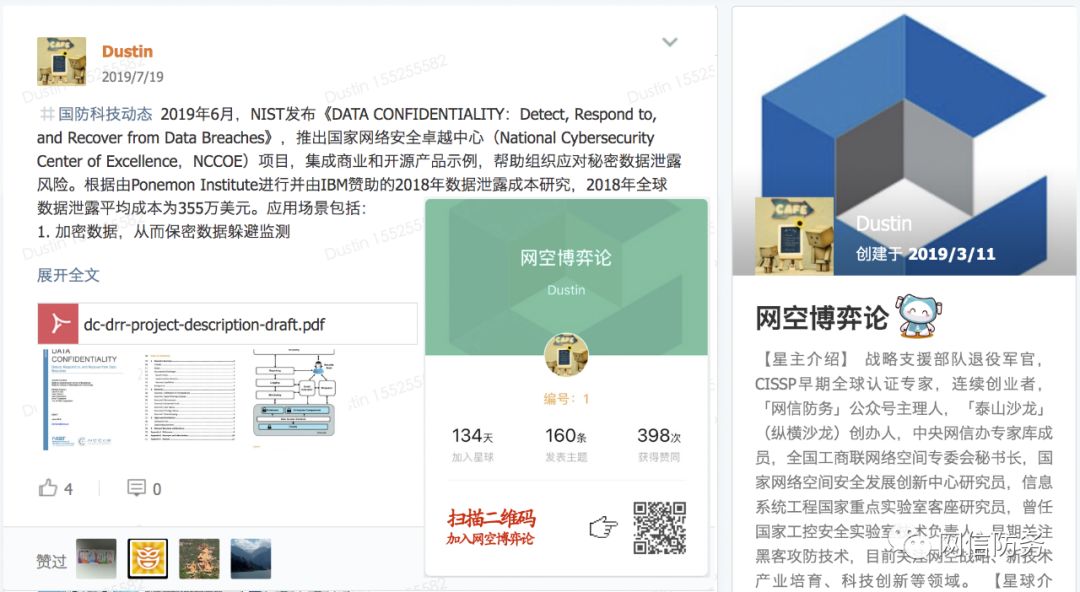 Dustin
2019/7/19
#国防科技动态 2019年6月，NIST发布《DATA CONFIDENTIALITY：Detect, Respond to,
and Recover from Data Breaches》，推出国家网络安全卓越中心（National Cybersecurity
Center of Excellence，NCCOE）项目，集成商业和开源产品示例，帮助组织应对秘密数据泄露
风险。根据由Ponemon Institute进行并由IBM赞助的2018年数据泄露成本研究，2018年全球
数据泄露平均成本为355万美元。应用场景包括：
1. 加密数据，从而保密数据躲避监测
展开全文
dc-drr-project-description-draft.pdf
DATA
CONFIDENTIALITY
4
0
赞过
网空博弈论
Dustin
编号：1
134天
160条
398次
加入星球
发表主题
获得赞同
扫描二维码
加入网空博弈论
CAFE
Dustin
创建于 2019/3/11
网空博弈论
【星主介绍】 战略支援部队退役军官，
CISSP早期全球认证专家，连续创业者，
「网信防务」公众号主理人，「泰山沙龙」
（纵横沙龙）创办人，中央网信办专家库成
员，全国工商联网络空间专委会秘书长，国
家网络安全发展创新中心研究员，信息
系统工程国家重点实验室客座研究员，曾任
国家工控安全实验室技术负责人。早期关注
黑客攻防技术，目前关注网空战略、新技术
产业培育、科技创新等领域。 【星球介
网信防务
Dustin 155255582